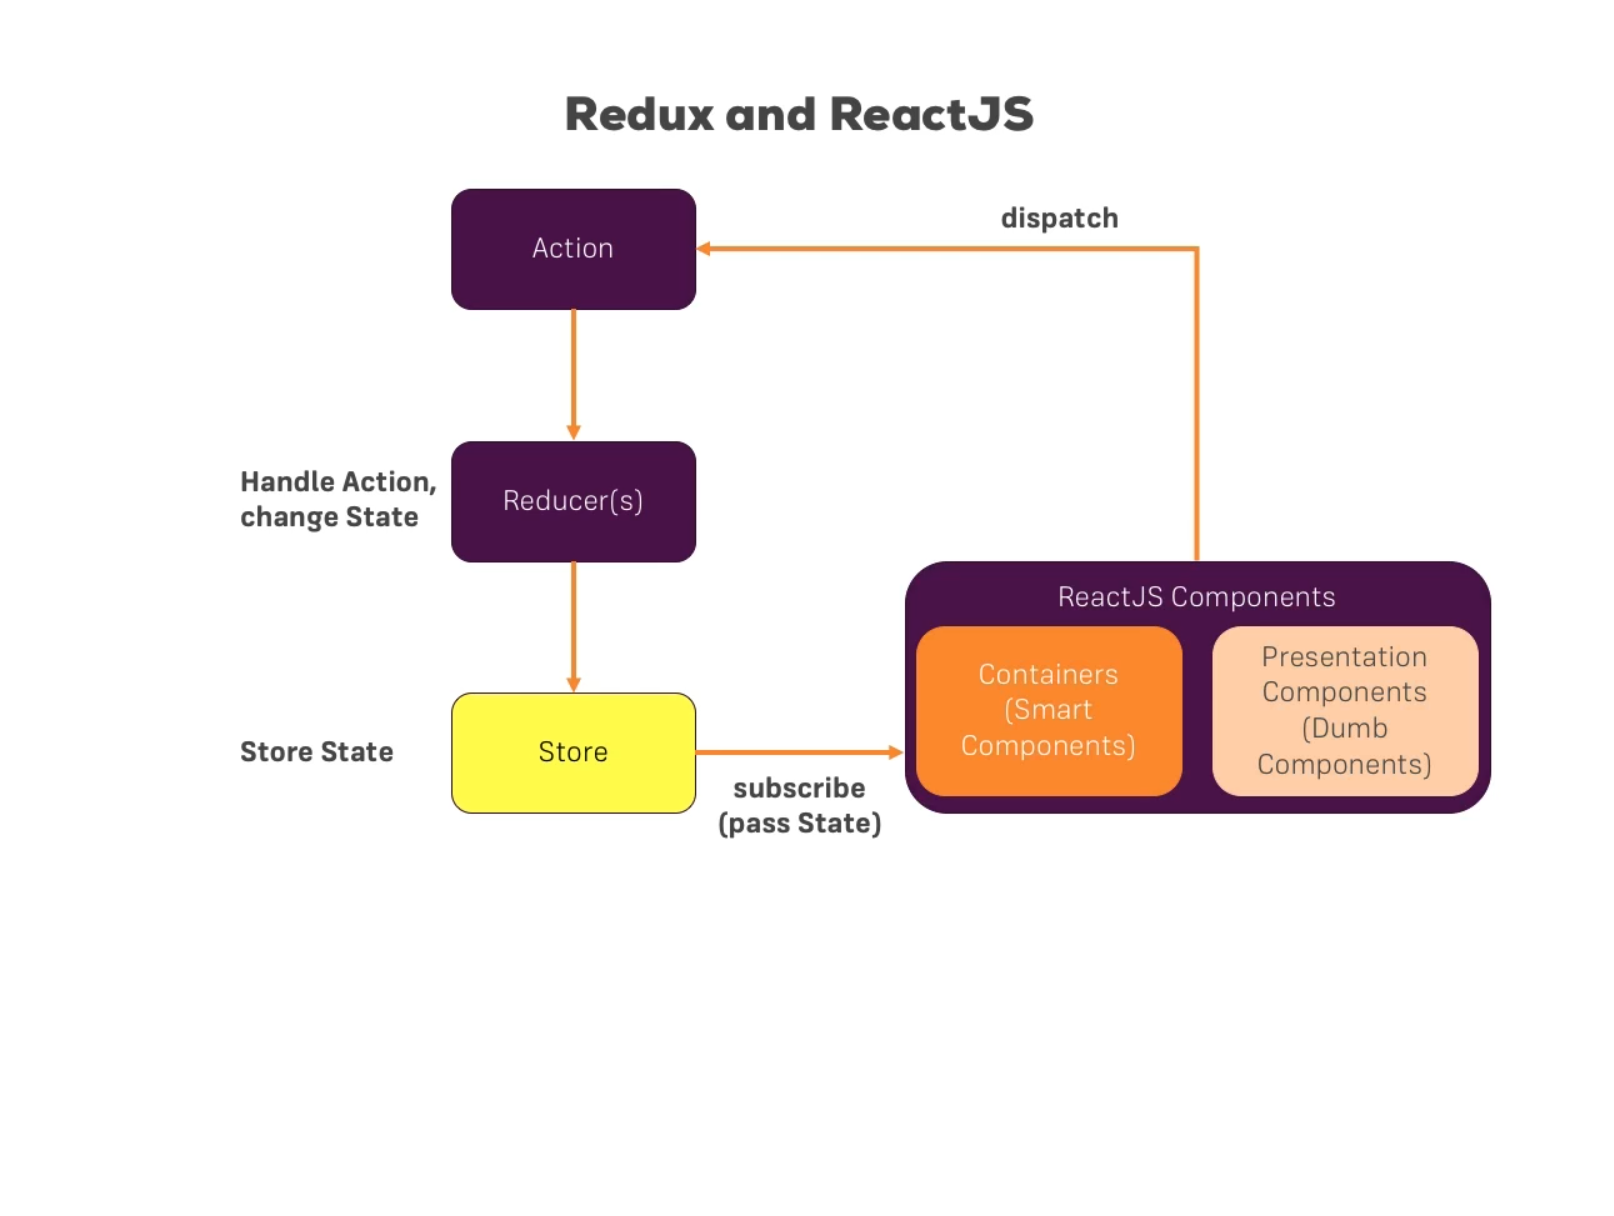 Redux and ReactJS
Action
dispatch
Handle Action,
change State
Reducer(s)
Store State
Store
subscribe
(pass State)
ReactJS Components
Containers
(Smart
Components)
Presentation
Components
(Dumb
Components)